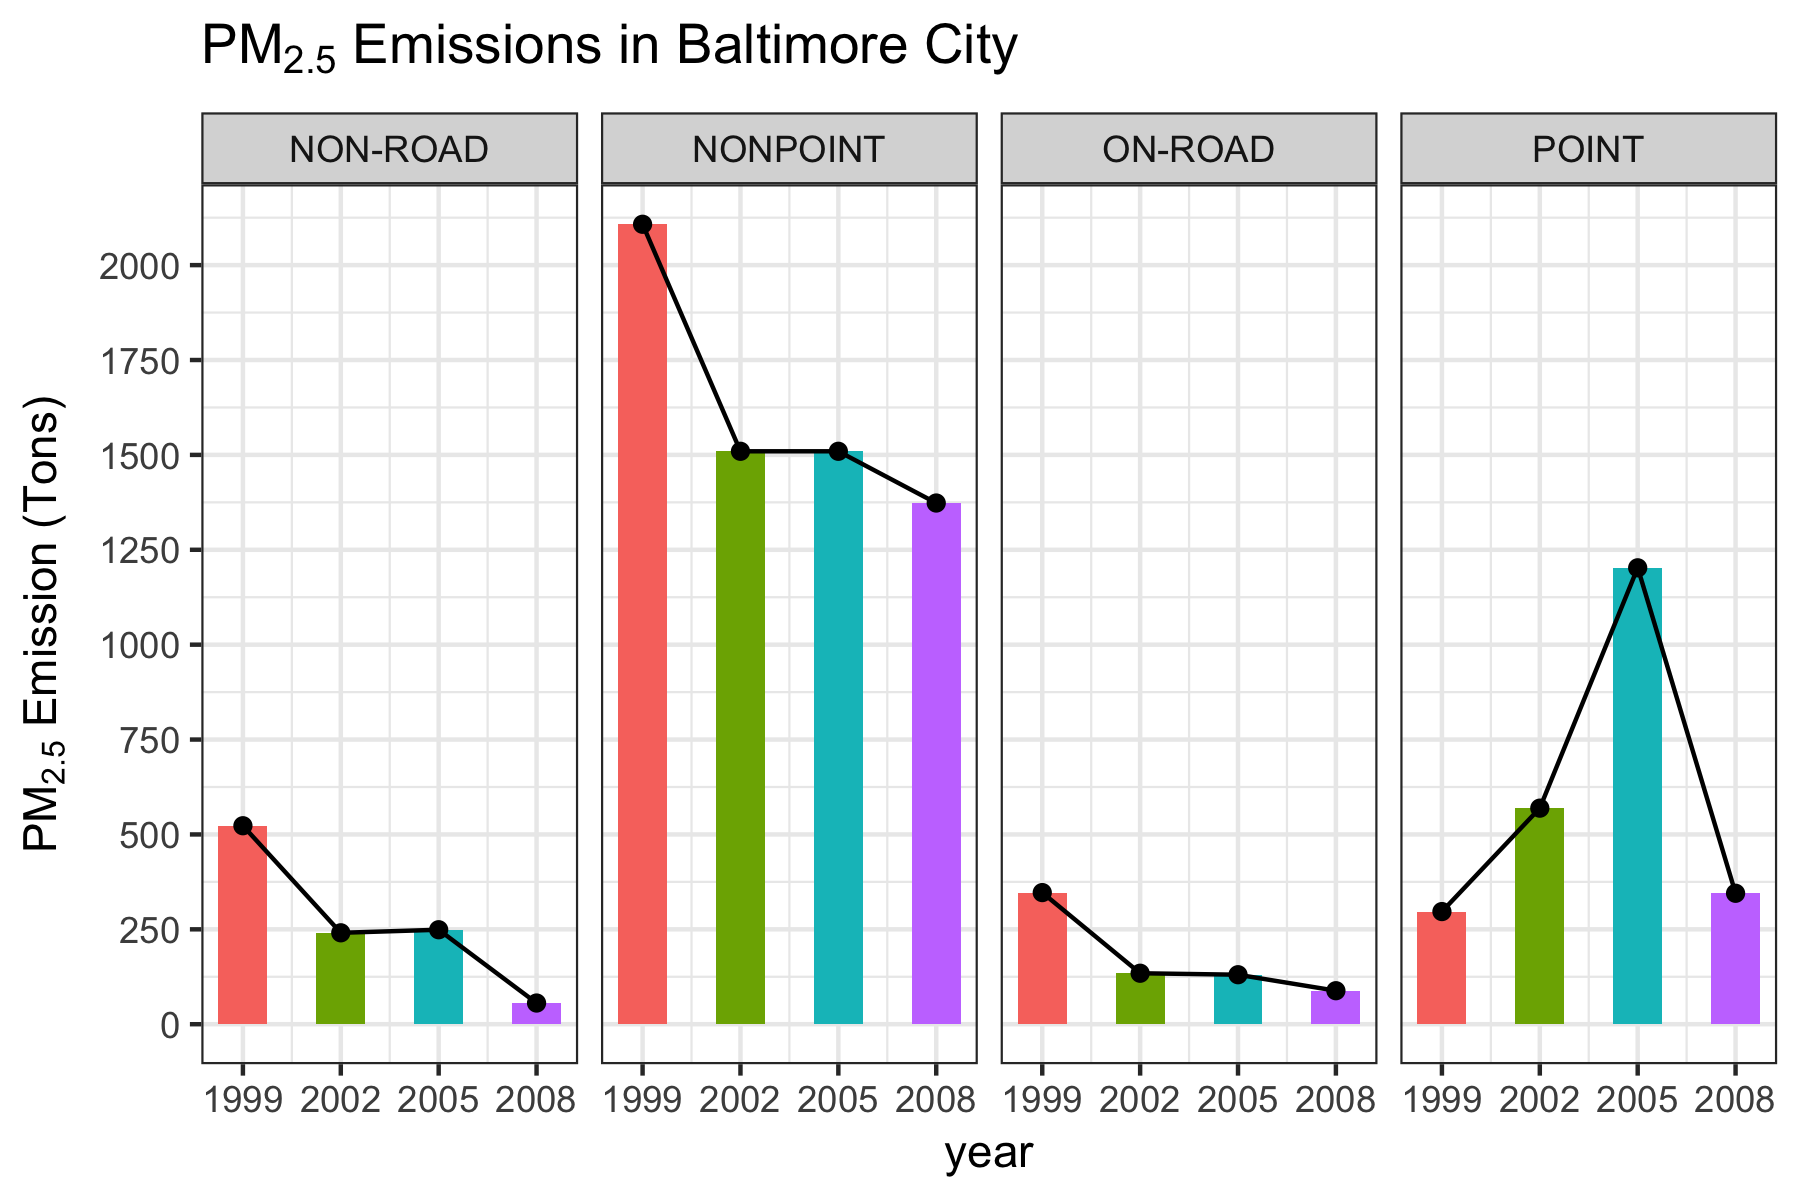 PM2.5 Emissions in Baltimore City
NON-ROAD NONPOINT ON-ROAD POINT
PM2.5 Emission (Tons)
2000
1750
1500
1250
1000
750
500
250
0
1999 2002 2005 2008 1999 2002 2005 2008 1999 2002 2005 2008 1999 2002 2005 2008
year